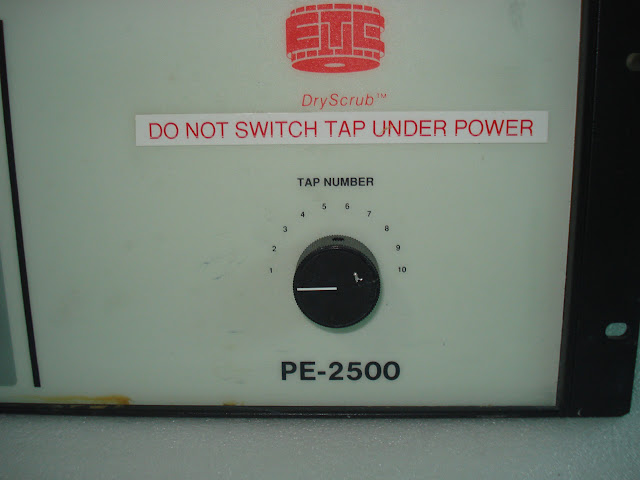 ETC
DryScrub™
DO NOT SWITCH TAP UNDER POWER
TAP NUMBER
1 2 3 4 5 6 7 8 9 10
PE-2500